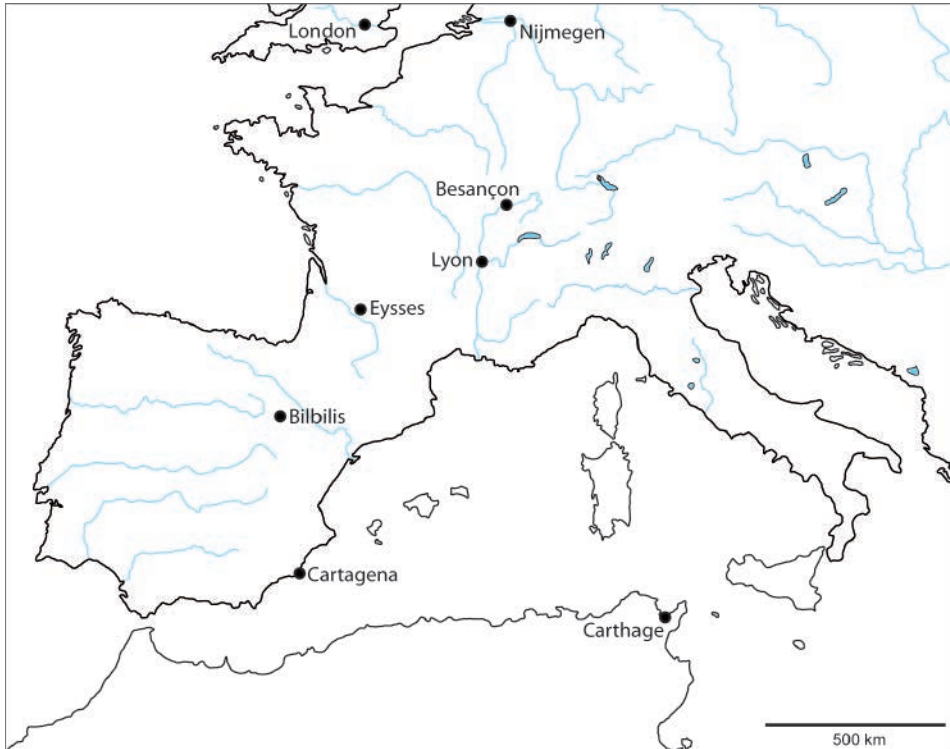 London
Nijmegen
Besançon
Lyon
Eysses
Bilbilis
Cartagena
Carthage
500 km